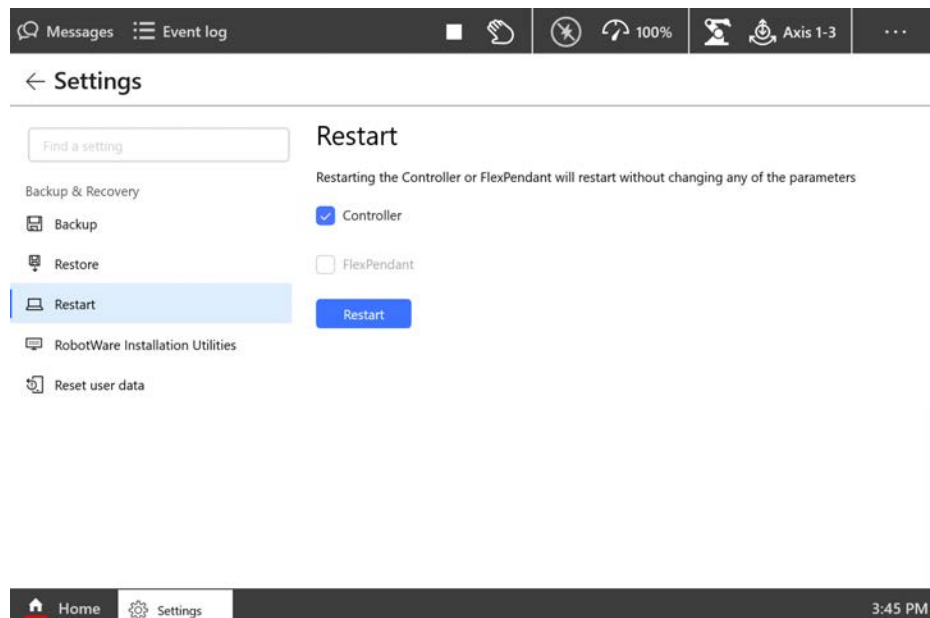 Messages Event log 100% Axis 1-3 ...
Settings
Find a setting
Backup & Recovery
Backup
Restore
Restart
RobotWare Installation Utilities
Reset user data
Restart
Restarting the Controller or FlexPendant will restart without changing any of the parameters
Controller
FlexPendant
Restart
Home Settings 3:45 PM